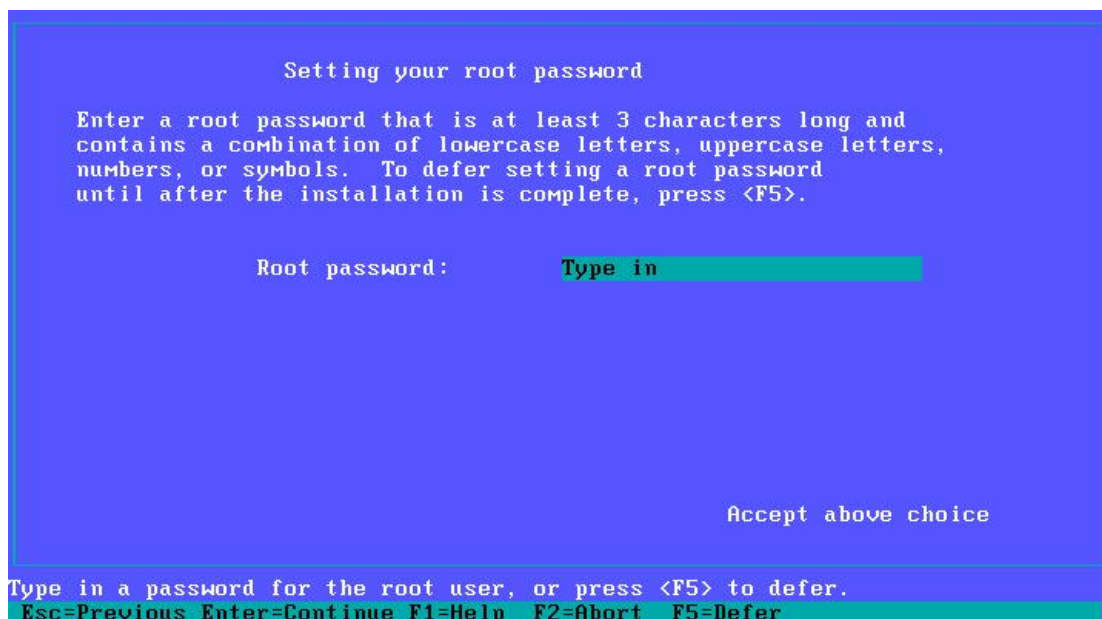 Setting your root password
Enter a root password that is at least 3 characters long and
contains a combination of lowercase letters, uppercase letters,
numbers, or symbols. To defer setting a root password
until after the installation is complete, press <F5>.
Root password: Type in
Accept above choice
Type in a password for the root user, or press <F5> to defer.
Esc=Previous Enter=Continue F1=Help F2=Abort F5=Defer